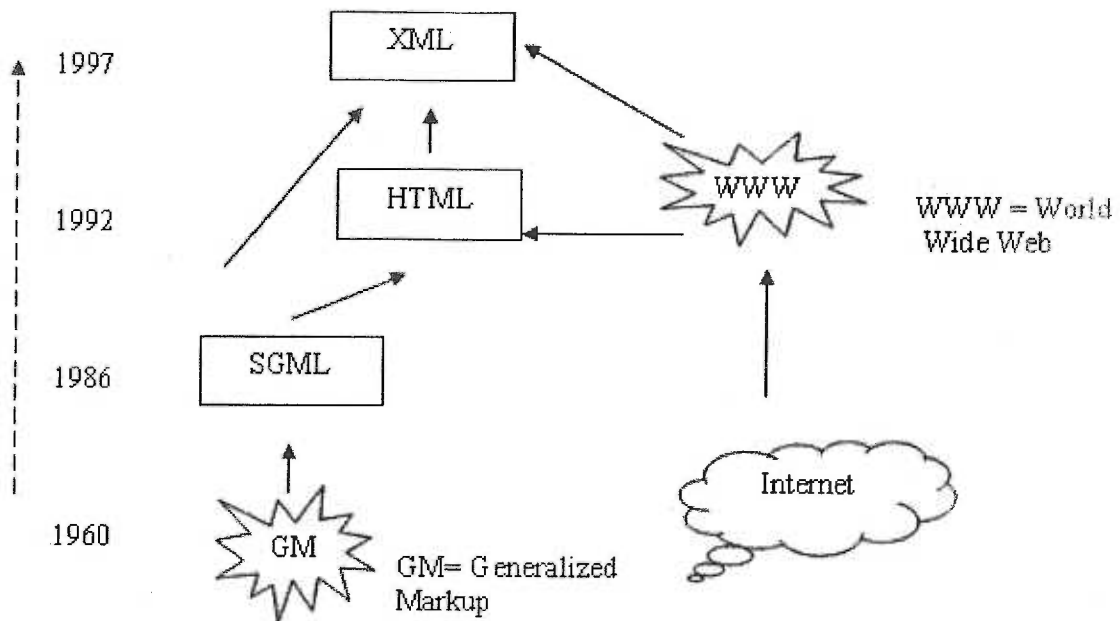 XML
1997
WWW
HTML
1992
WWW = World
Wide Web
SGML
1986
Internet
1960
GM
GM= Generalized
Markup